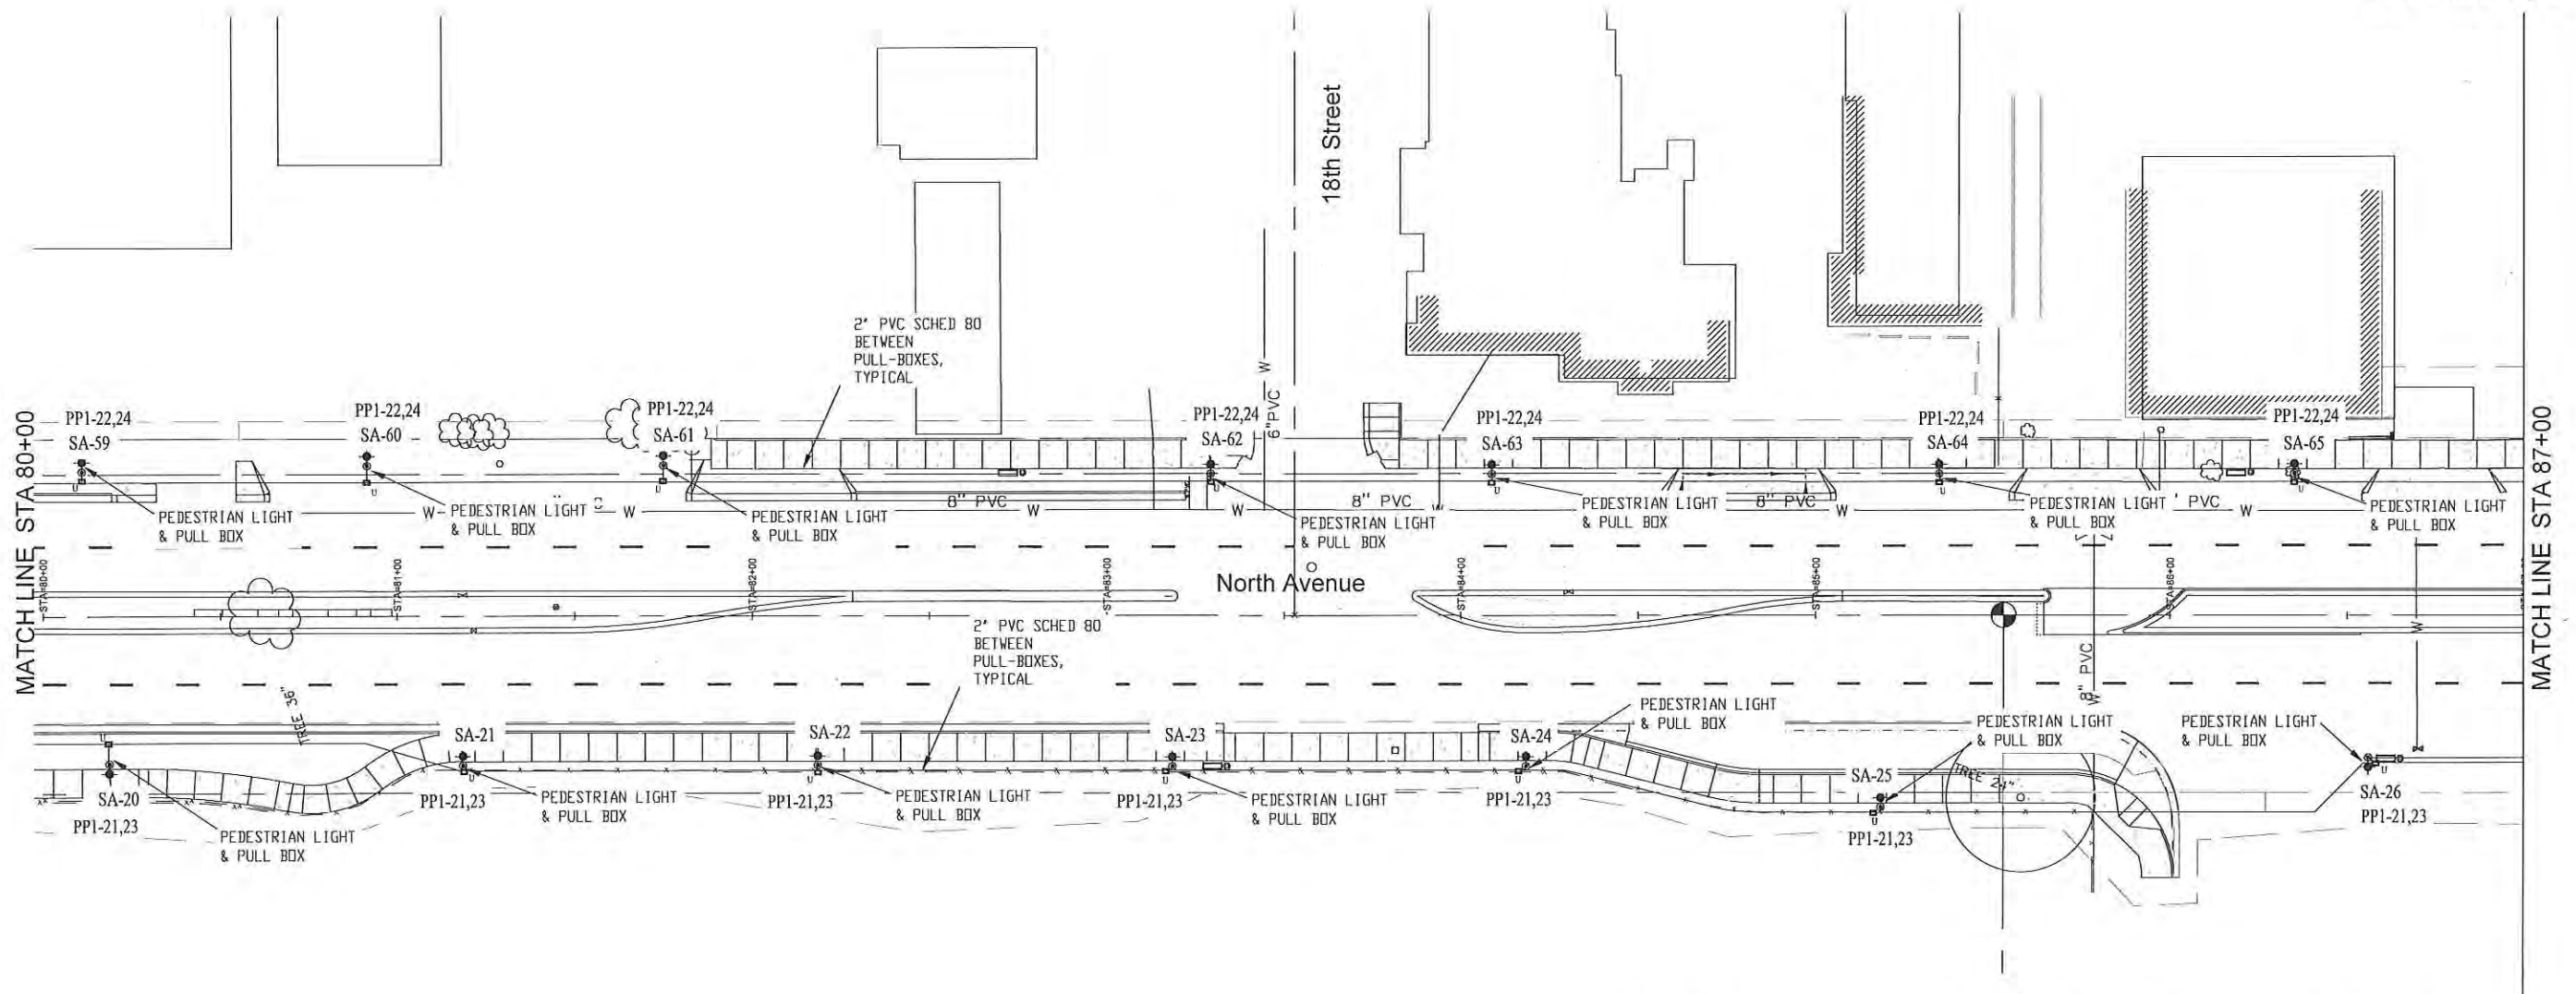 18th Street
2" PVC SCHED 80
BETWEEN
PULL-BOXES,
TYPICAL
W
6"PVC
MATCH LINE STA 80+00
PP1-22,24
SA-59
PP1-22,24
SA-60
PP1-22,24
SA-61
PP1-22,24
SA-62
PP1-22,24
SA-63
PP1-22,24
SA-64
PP1-22,24
SA-65
MATCH LINE STA 87+00
U
U
U
U
U
U
U
PEDESTRIAN LIGHT
& PULL BOX
W
PEDESTRIAN LIGHT
& PULL BOX
W
PEDESTRIAN LIGHT
& PULL BOX
8" PVC
W
W
PEDESTRIAN LIGHT
& PULL BOX
8" PVC
W
PEDESTRIAN LIGHT
& PULL BOX
8" PVC
W
PEDESTRIAN LIGHT
& PULL BOX
' PVC
W
PEDESTRIAN LIGHT
& PULL BOX
STA=80+00
STA=81+00
STA=82+00
STA=83+00
North Avenue
STA=84+00
STA=85+00
STA=86+00
W
2" PVC SCHED 80
BETWEEN
PULL-BOXES,
TYPICAL
8" PVC
W
TREE 36"
U
SA-20
PP1-21,23
PEDESTRIAN LIGHT
& PULL BOX
SA-21
U
PP1-21,23
PEDESTRIAN LIGHT
& PULL BOX
SA-22
U
PP1-21,23
PEDESTRIAN LIGHT
& PULL BOX
SA-23
U
PP1-21,23
PEDESTRIAN LIGHT
& PULL BOX
SA-24
U
PP1-21,23
PEDESTRIAN LIGHT
& PULL BOX
SA-25
U
PP1-21,23
PEDESTRIAN LIGHT
& PULL BOX
TREE 24"
PEDESTRIAN LIGHT
& PULL BOX
U
SA-26
PP1-21,23